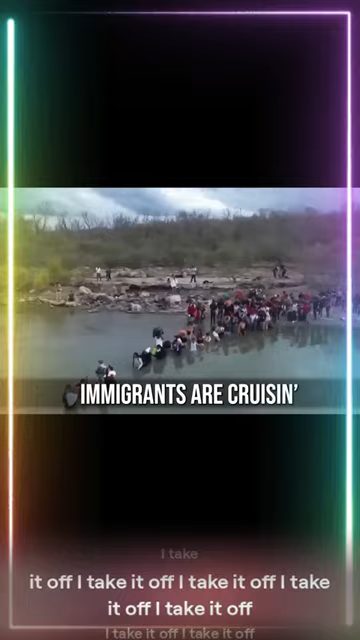 IMMIGRANTS ARE CRUISIN'
I take
it off I take it off I take it off I take
it off I take it off
I take it off I take it off